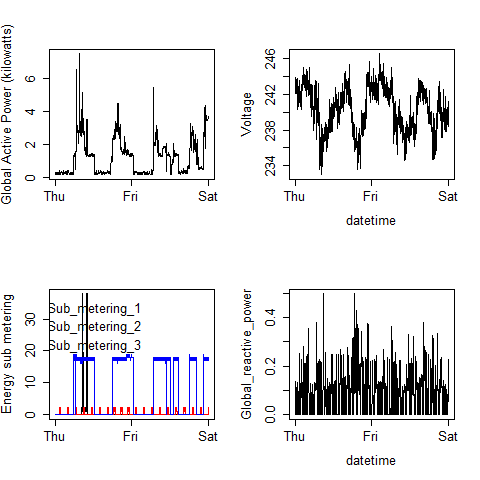 Global Active Power (kilowatts)
0 2 4 6
Thu Fri Sat
Voltage
234 238 242 246
Thu Fri Sat
datetime
Energy sub metering
0 10 20 30
Sub_metering_1
Sub_metering_2
Sub_metering_3
Thu Fri Sat
Global_reactive_power
0.0 0.2 0.4
Thu Fri Sat
datetime